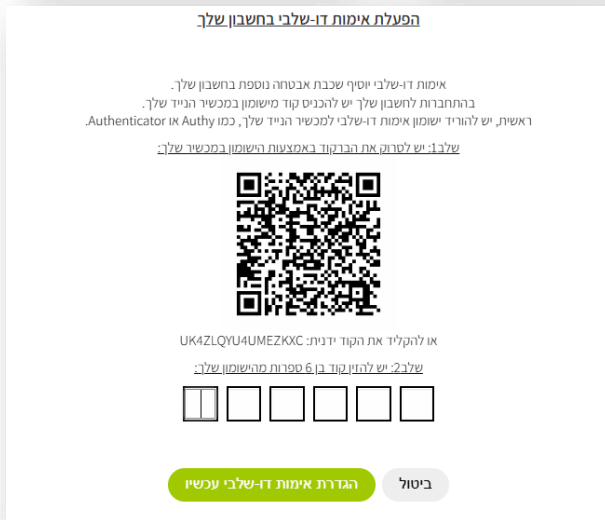 הפעלת אימות דו-שלבי בחשבון שלך
אימות דו-שלבי יוסיף שכבת אבטחה נוספת בחשבון שלך.
בהתחברות לחשבון שלך יש להכניס קוד מישומון במכשיר הנייד שלך.
ראשית, יש להוריד ישומון אימות דו-שלבי למכשיר הנייד שלך, כמו Authy או Authenticator.
שלב1: יש לסרוק את הברקוד באמצעות הישומון במכשיר שלך:
או להקליד את הקוד ידנית: UK4ZLQYU4UMEZKXC
שלב2: יש להזין קוד בן 6 ספרות מהישומון שלך:
ביטול
הגדרת אימות דו-שלבי עכשיו